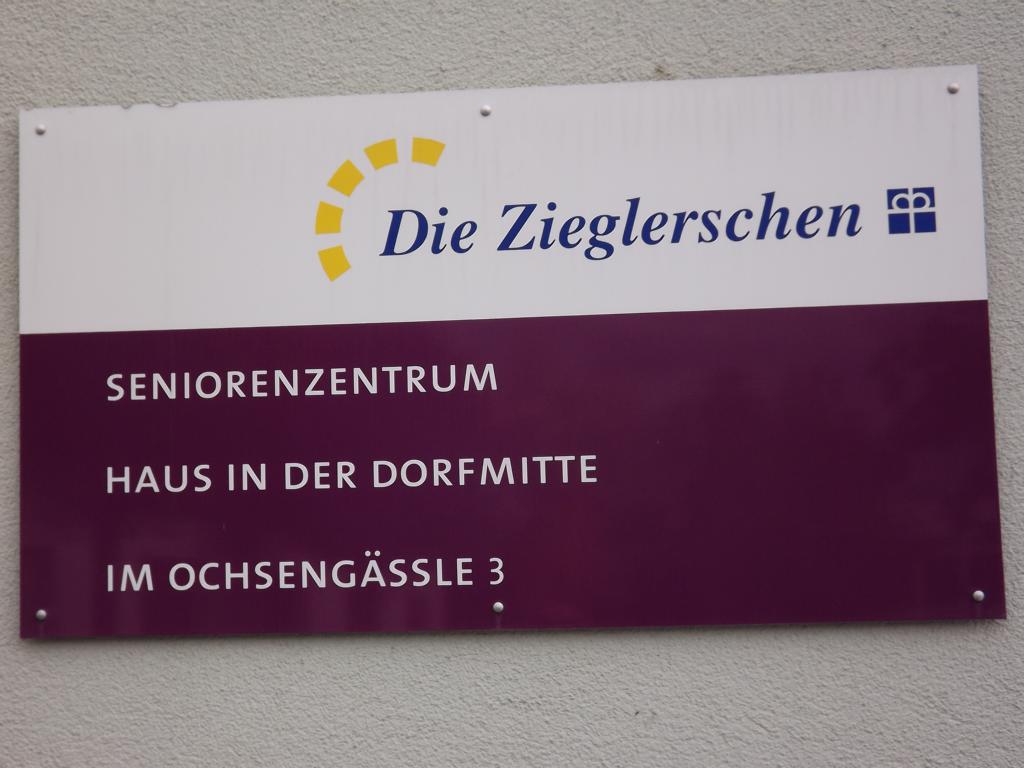 Die Zieglerschen
SENIORENZENTRUM
HAUS IN DER DORFMITTE
IM OCHSENGÄSSLE 3